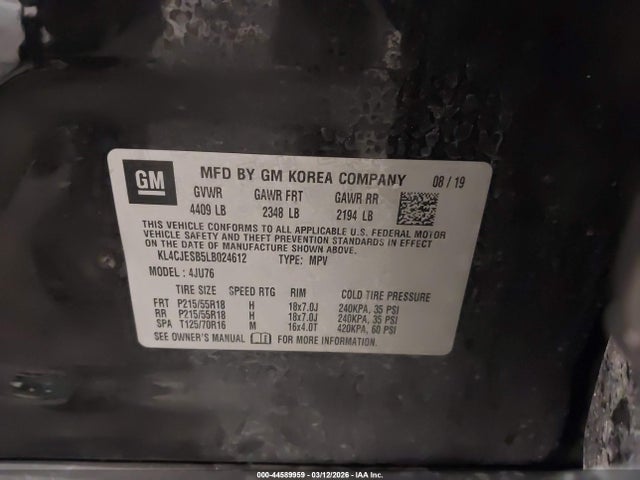 GM MFD BY GM KOREA COMPANY 08 / 19
GVWR GAWR FRT GAWR RR
4409 LB 2348 LB 2194 LB
THIS VEHICLE CONFORMS TO ALL APPLICABLE U.S. FEDERAL MOTOR
VEHICLE SAFETY AND THEFT PREVENTION STANDARDS IN EFFECT ON THE
DATE OF MANUFACTURE SHOWN ABOVE.
KL4CJESB5LB024612 TYPE: MPV
MODEL : 4JU76
TIRE SIZE SPEED RTG RIM COLD TIRE PRESSURE
FRT P215/55R18 H 18x7.0J 240KPA, 35 PSI
RR P215/55R18 H 18x7.0J 240KPA, 35 PSI
SPA T125/70R16 M 16x4.0T 420KPA, 60 PSI
SEE OWNER'S MANUAL FOR MORE INFORMATION.
000-44589959 - 03/12/2026 - IAA Inc.